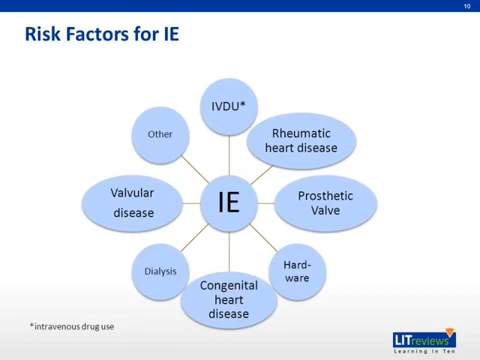 10
Risk Factors for IE
IVDU*
Rheumatic
heart disease
Prosthetic
Valve
Hard-
ware
Congenital
heart
disease
Dialysis
Valvular
disease
Other
IE
*intravenous drug use
LITreviews
Learning in Ten